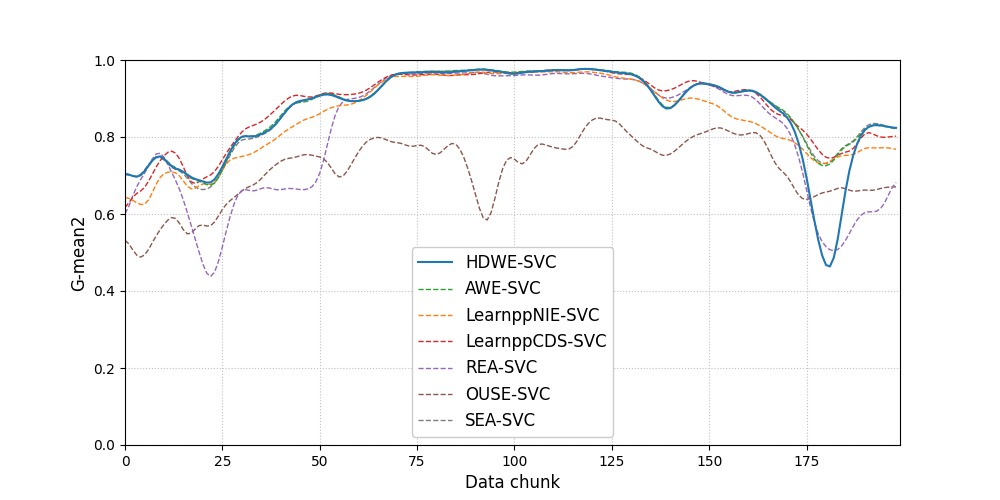 1.0
0.8
0.6
0.4
0.2
0.0
G-mean2
HDWE-SVC
AWE-SVC
LearnppNIE-SVC
LearnppCDS-SVC
REA-SVC
OUSE-SVC
SEA-SVC
0 25 50 75 100 125 150 175
Data chunk